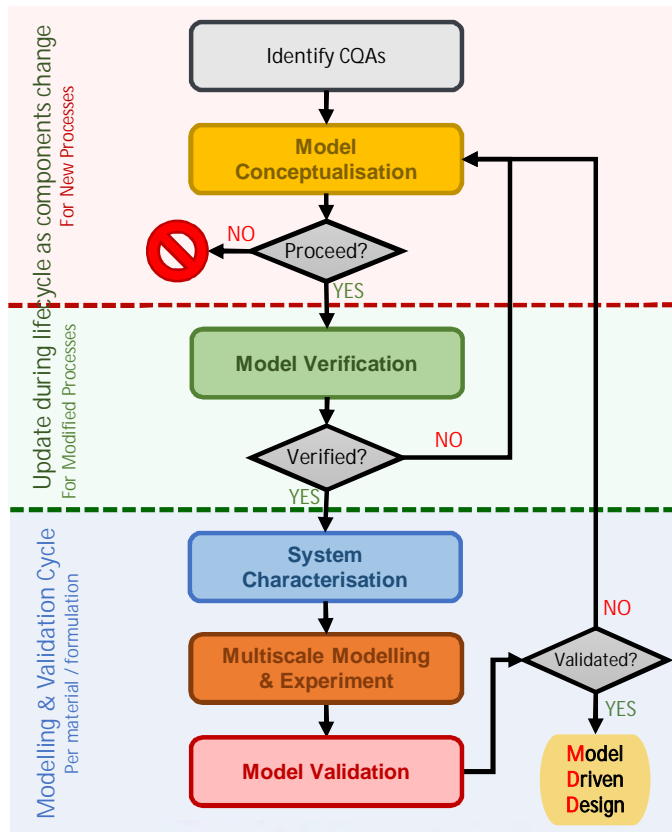 Identify CQAs
Model
Conceptualisation
NO
Proceed?
YES
Model Verification
Verified?
NO
YES
System
Characterisation
Multiscale Modelling
& Experiment
Model Validation
NO
Validated?
YES
Model
Driven
Design
Update during lifecycle as components change
For New Processes
For Modified Processes
Modelling & Validation Cycle
Per material / formulation